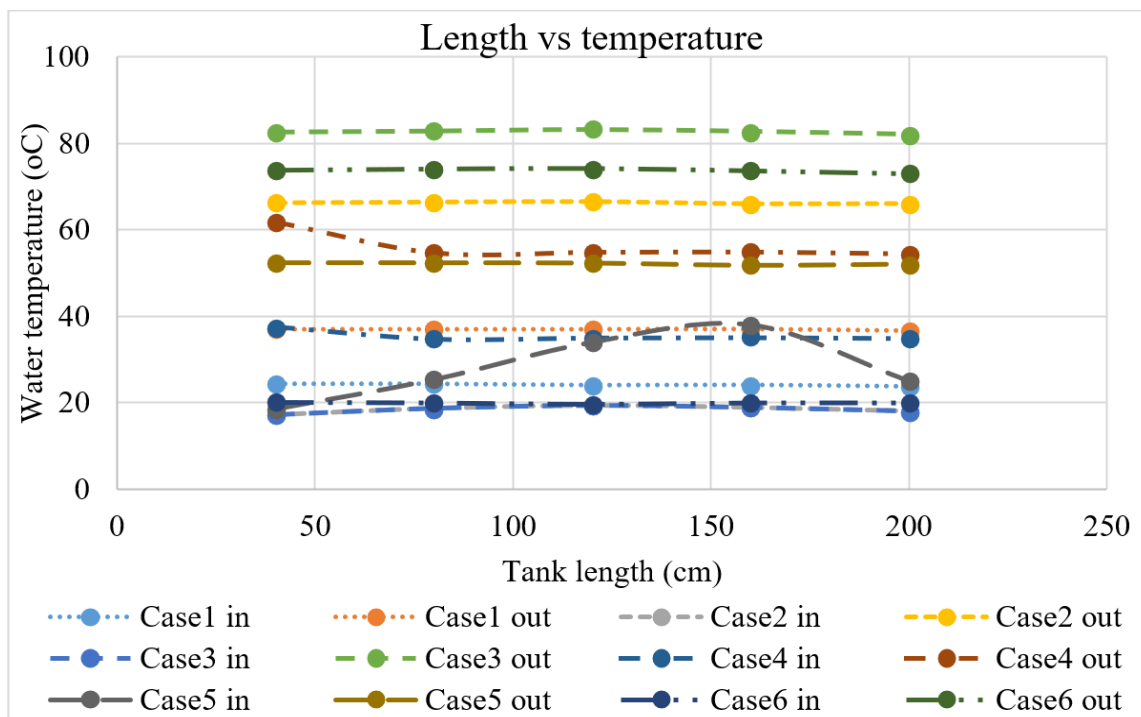 Length vs temperature
100
80
60
40
20
0
Water temperature (oC)
0 50 100 150 200 250
Tank length (cm)
Case1 in Case1 out Case2 in Case2 out
Case3 in Case3 out Case4 in Case4 out
Case5 in Case5 out Case6 in Case6 out